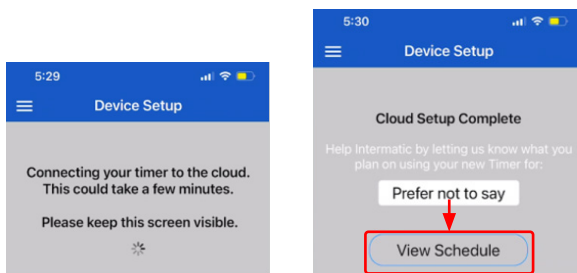 5:29
Device Setup
Connecting your timer to the cloud.
This could take a few minutes.
Please keep this screen visible.
5:30
Device Setup
Cloud Setup Complete
Help Intermatic by letting us know what you
plan on using your new Timer for:
Prefer not to say
View Schedule